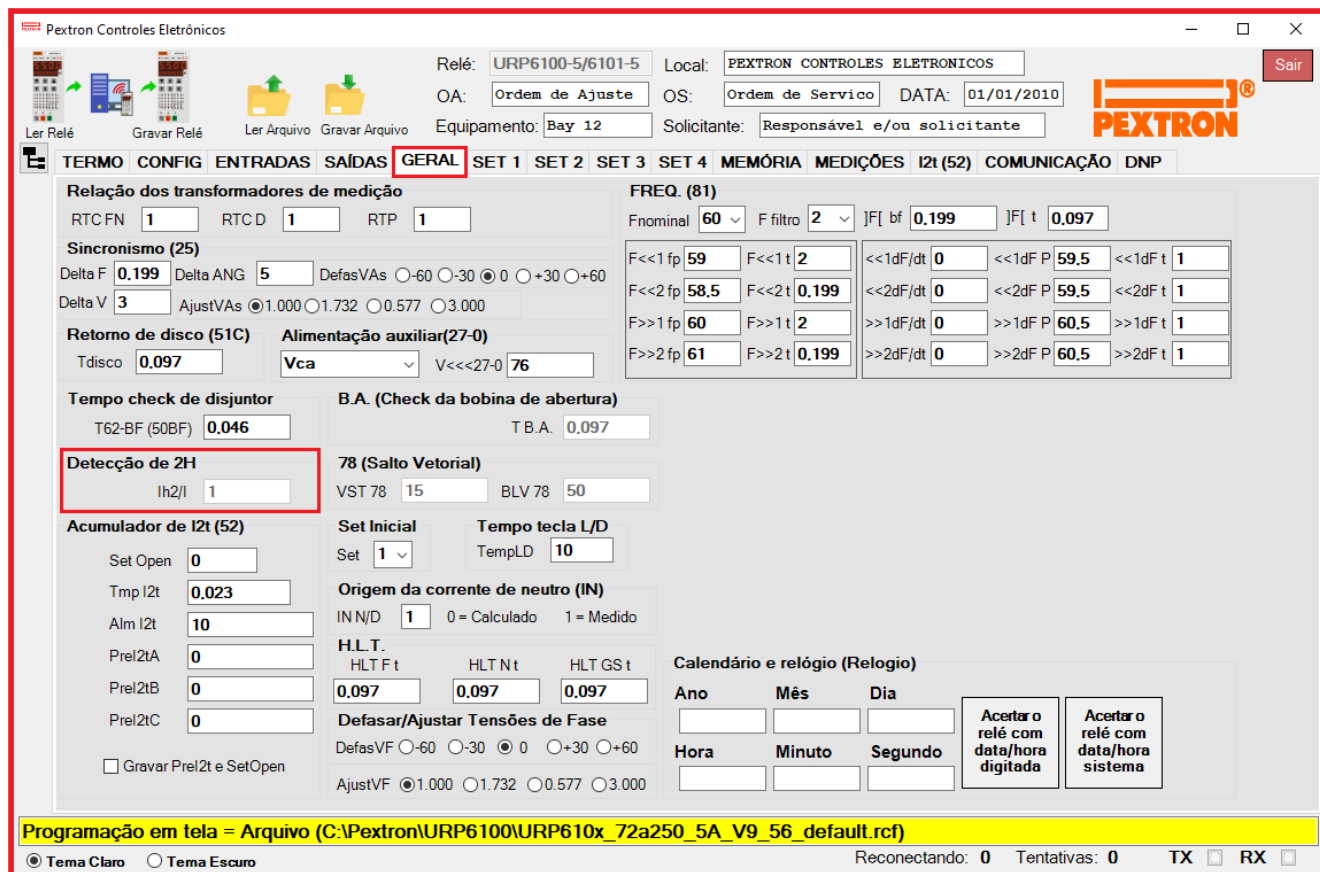 Pextron Controles Eletrônicos
Relé: URP6100-5/6101-5 Local: PEXTRON CONTROLES ELETRONICOS Sair
OA: Ordem de Ajuste OS: Ordem de Servico DATA: 01/01/2010
Ler Relé Gravar Relé Ler Arquivo Gravar Arquivo Equipamento: Bay 12 Solicitante: Responsável e/ou solicitante
PEXTRON®
TERMO CONFIG ENTRADAS SAÍDAS GERAL SET 1 SET 2 SET 3 SET 4 MEMÓRIA MEDIÇÕES I2t (52) COMUNICAÇÃO DNP
Relação dos transformadores de medição
RTC FN 1 RTC D 1 RTP 1
Sincronismo (25)
Delta F 0,199 Delta ANG 5 DefasVAs -60 -30 0 +30 +60
Delta V 3 AjustVAs 1.000 1.732 0.577 3.000
Retorno de disco (51C)
Tdisco 0,097
Alimentação auxiliar(27-0)
Vca V<<<27-0 76
FREQ. (81)
Fnominal 60 F filtro 2 ]F[ bf 0,199 ]F[ t 0,097
F<<1 fp 59 F<<1 t 2 <<1dF/dt 0 <<1dF P 59,5 <<1dF t 1
F<<2 fp 58,5 F<<2 t 0,199 <<2dF/dt 0 <<2dF P 59,5 <<2dF t 1
F>>1 fp 60 F>>1 t 2 >>1dF/dt 0 >>1dF P 60,5 >>1dF t 1
F>>2 fp 61 F>>2 t 0,199 >>2dF/dt 0 >>2dF P 60,5 >>2dF t 1
Tempo check de disjuntor
T62-BF (50BF) 0,046
B.A. (Check da bobina de abertura)
T B.A. 0,097
Detecção de 2H
Ih2/I 1
78 (Salto Vetorial)
VST 78 15 BLV 78 50
Acumulador de I2t (52)
Set Open 0
Tmp I2t 0,023
Alm I2t 10
PreI2tA 0
PreI2tB 0
PreI2tC 0
Gravar PreI2t e SetOpen
Set Inicial
Set 1
Tempo tecla L/D
TempLD 10
Origem da corrente de neutro (IN)
IN N/D 1 0 = Calculado 1 = Medido
H.L.T.
HLT F t HLT N t HLT GS t
0,097 0,097 0,097
Defasar/Ajustar Tensões de Fase
DefasVF -60 -30 0 +30 +60
AjustVF 1.000 1.732 0.577 3.000
Calendário e relógio (Relogio)
Ano Mês Dia
Hora Minuto Segundo
Acertar o
relé com
data/hora
digitada
Acertar o
relé com
data/hora
sistema
Programação em tela = Arquivo (C:\Pextron\URP6100\URP610x_72a250_5A_V9_56_default.rcf)
Tema Claro Tema Escuro Reconectando: 0 Tentativas: 0 TX RX